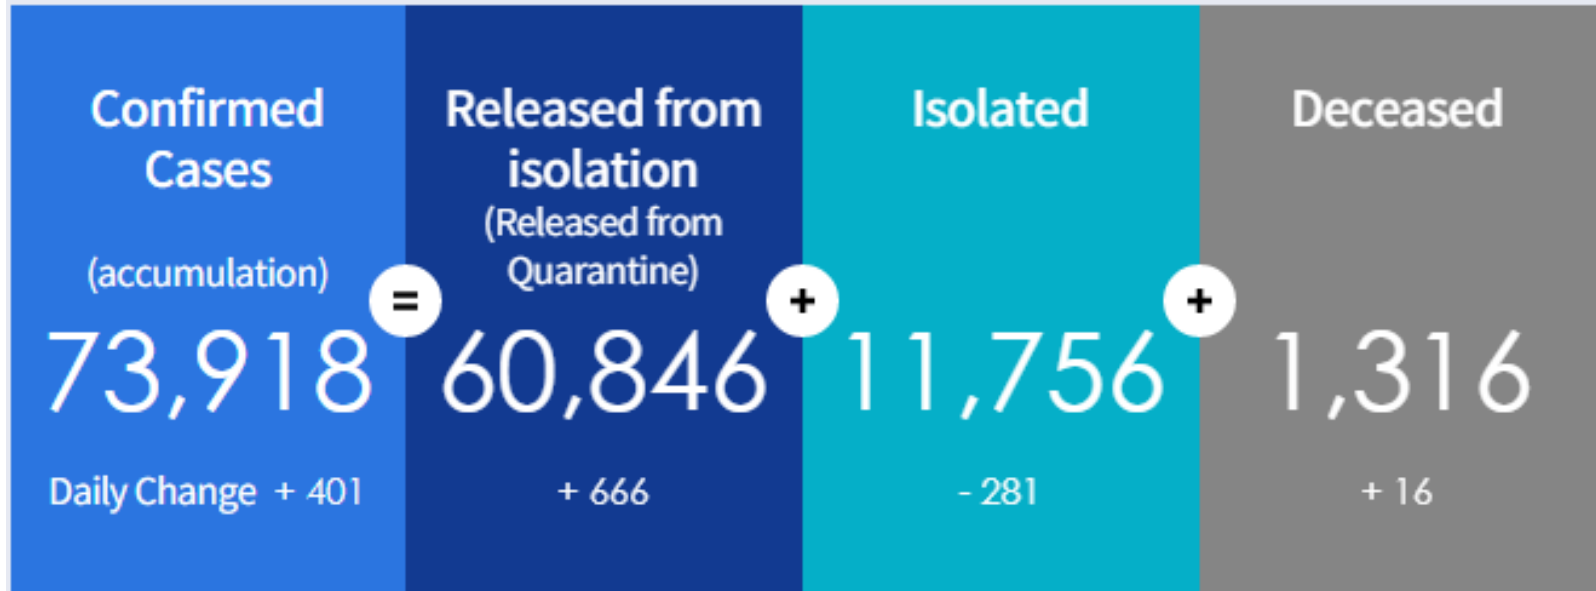 Confirmed
Cases
(accumulation)
73,918
Daily Change + 401
=
Released from
isolation
(Released from
Quarantine)
60,846
+ 666
+
Isolated
11,756
- 281
+
Deceased
1,316
+ 16